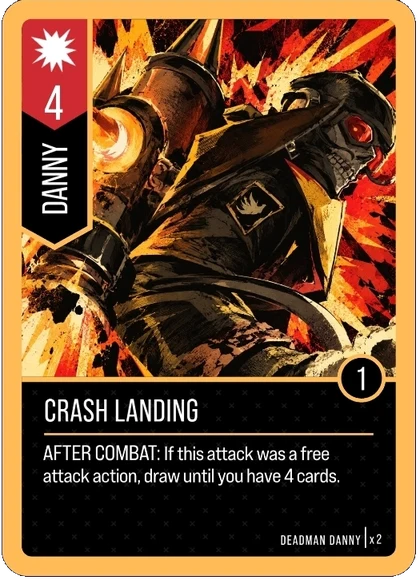 4
DANNY
1
CRASH LANDING
AFTER COMBAT: If this attack was a free
attack action, draw until you have 4 cards.
DEADMAN DANNY | x2